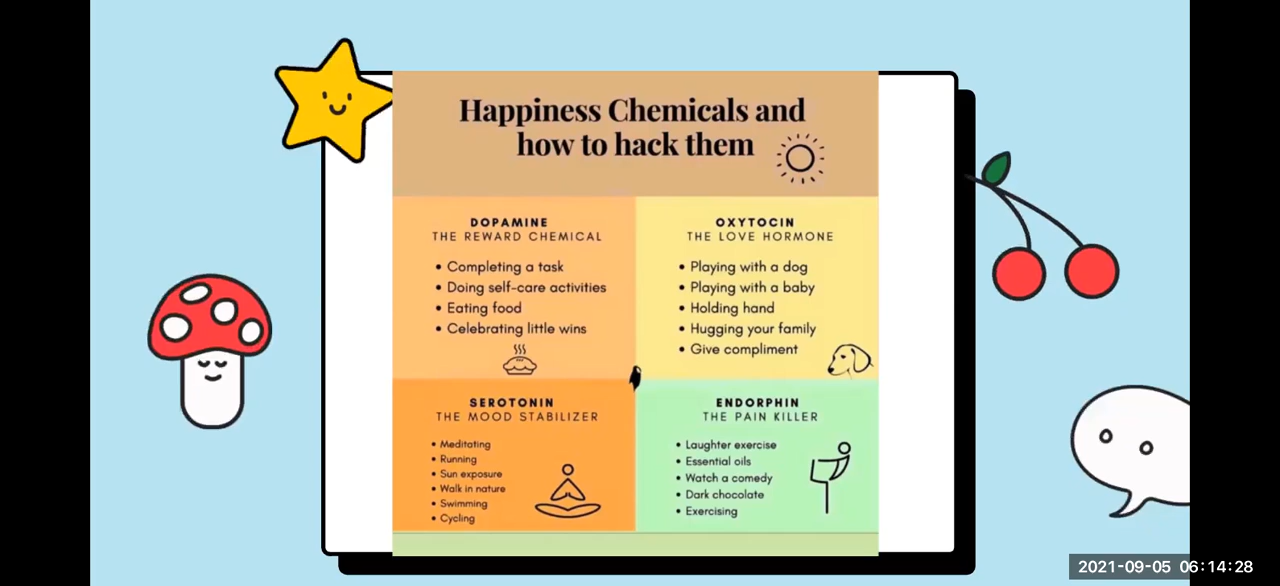 Happiness Chemicals and
how to hack them
DOPAMINE
THE REWARD CHEMICAL
• Completing a task
• Doing self-care activities
• Eating food
• Celebrating little wins
OXYTOCIN
THE LOVE HORMONE
• Playing with a dog
• Playing with a baby
• Holding hand
• Hugging your family
• Give compliment
SEROTONIN
THE MOOD STABILIZER
• Meditating
• Running
• Sun exposure
• Walk in nature
• Swimming
• Cycling
ENDORPHIN
THE PAIN KILLER
• Laughter exercise
• Essential oils
• Watch a comedy
• Dark chocolate
• Exercising
2021-09-05 06:14:28